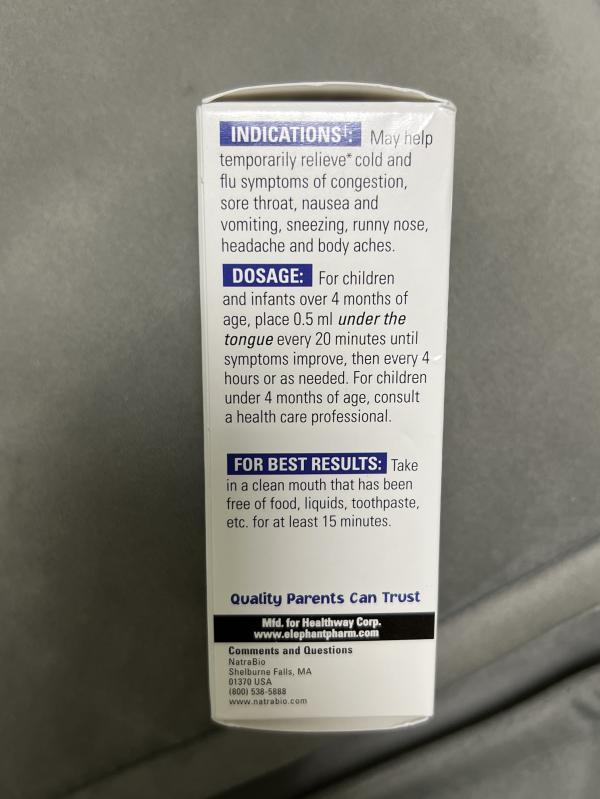 INDICATIONS†: May help
temporarily relieve* cold and
flu symptoms of congestion,
sore throat, nausea and
vomiting, sneezing, runny nose,
headache and body aches.
DOSAGE: For children
and infants over 4 months of
age, place 0.5 ml under the
tongue every 20 minutes until
symptoms improve, then every 4
hours or as needed. For children
under 4 months of age, consult
a health care professional.
FOR BEST RESULTS: Take
in a clean mouth that has been
free of food, liquids, toothpaste,
etc. for at least 15 minutes.
Quality Parents Can Trust
Mfd. for Healthway Corp.
www.elephantpharm.com
Comments and Questions
NatraBio
Shelburne Falls, MA
01370 USA
(800) 538-5888
www.natrabio.com